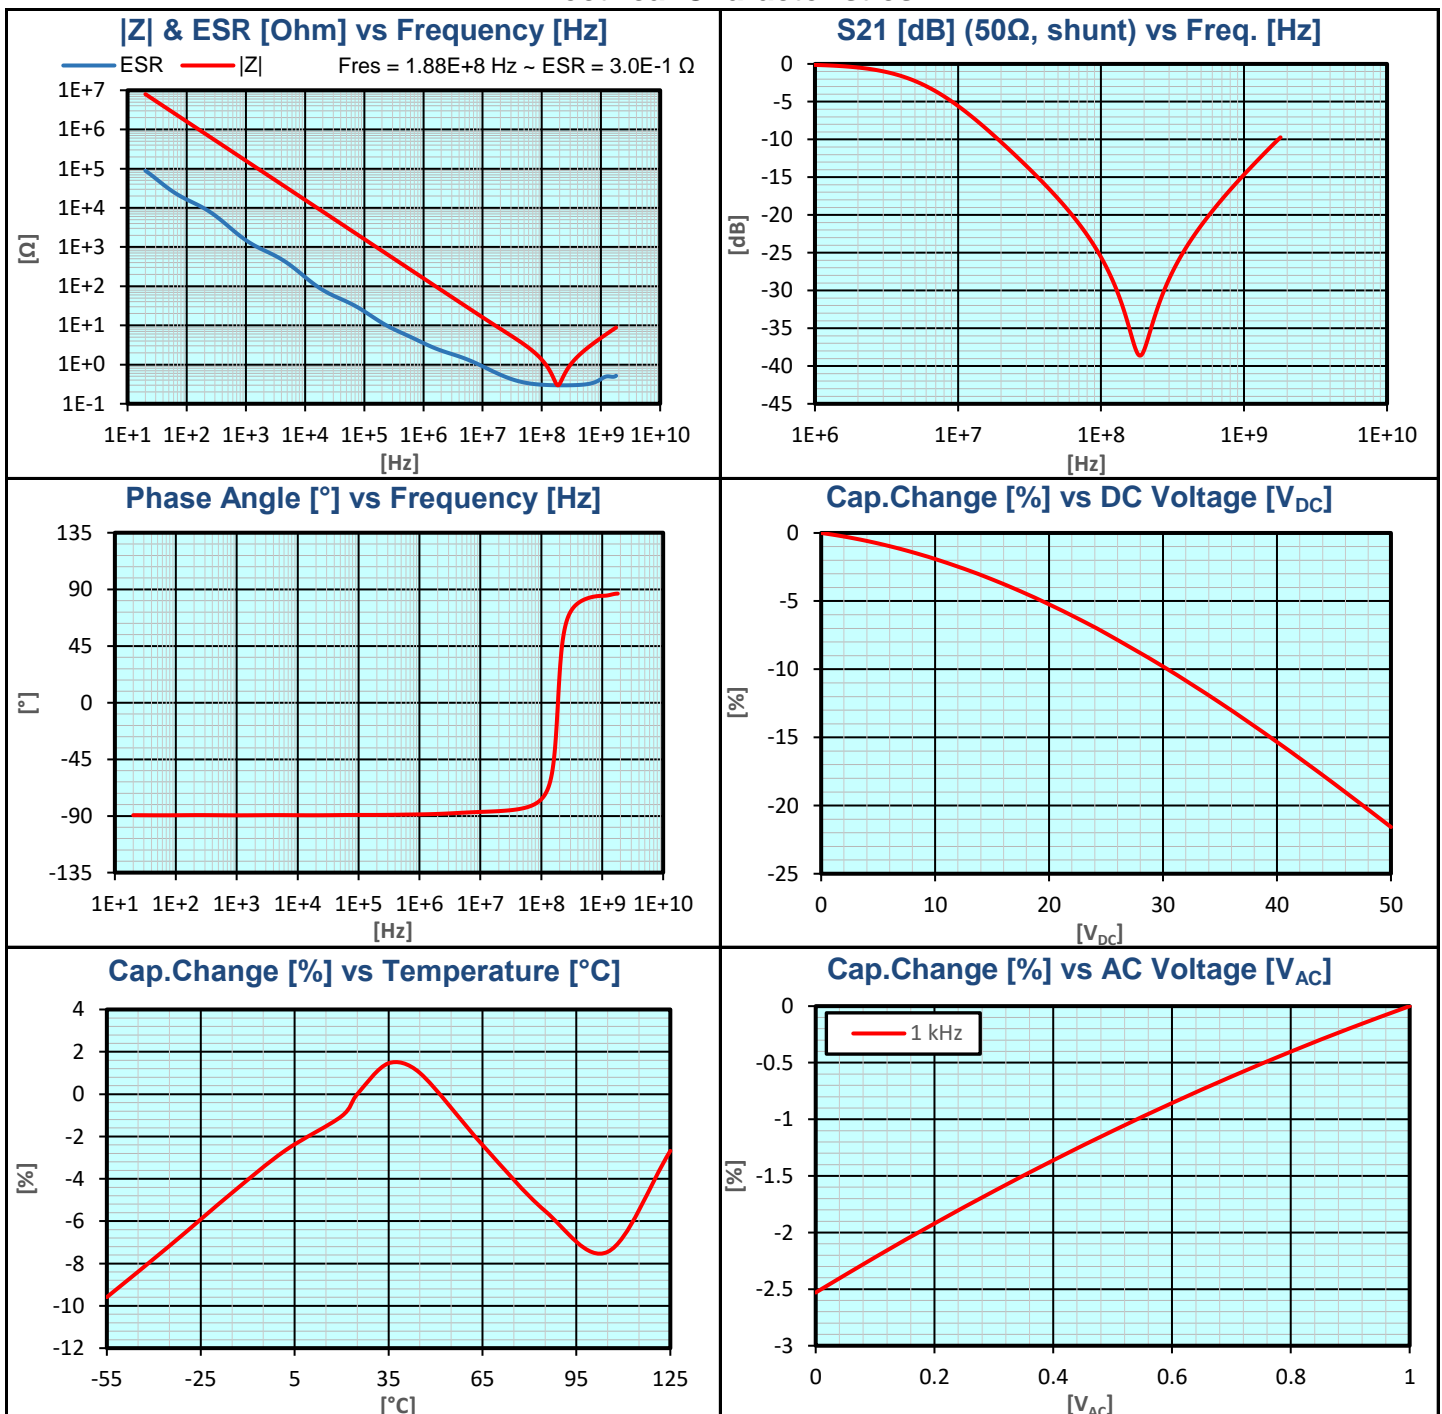 |Z| & ESR [Ohm] vs Frequency [Hz]
ESR |Z| Fres = 1.88E+8 Hz ~ ESR = 3.0E-1 Ω
1E+7
1E+6
1E+5
1E+4
1E+3
1E+2
1E+1
1E+0
1E-1
[Ω]
1E+1 1E+2 1E+3 1E+4 1E+5 1E+6 1E+7 1E+8 1E+9 1E+10
[Hz]
S21 [dB] (50Ω, shunt) vs Freq. [Hz]
0
-5
-10
-15
-20
-25
-30
-35
-40
-45
[dB]
1E+6 1E+7 1E+8 1E+9 1E+10
[Hz]
Phase Angle [°] vs Frequency [Hz]
135
90
45
0
-45
-90
-135
[°]
1E+1 1E+2 1E+3 1E+4 1E+5 1E+6 1E+7 1E+8 1E+9 1E+10
[Hz]
Cap.Change [%] vs DC Voltage [VDC]
0
-5
-10
-15
-20
-25
[%]
0 10 20 30 40 50
[VDC]
Cap.Change [%] vs Temperature [°C]
4
2
0
-2
-4
-6
-8
-10
-12
[%]
-55 -25 5 35 65 95 125
[°C]
Cap.Change [%] vs AC Voltage [VAC]
1 kHz
0
-0.5
-1
-1.5
-2
-2.5
-3
[%]
0 0.2 0.4 0.6 0.8 1
[VAC]